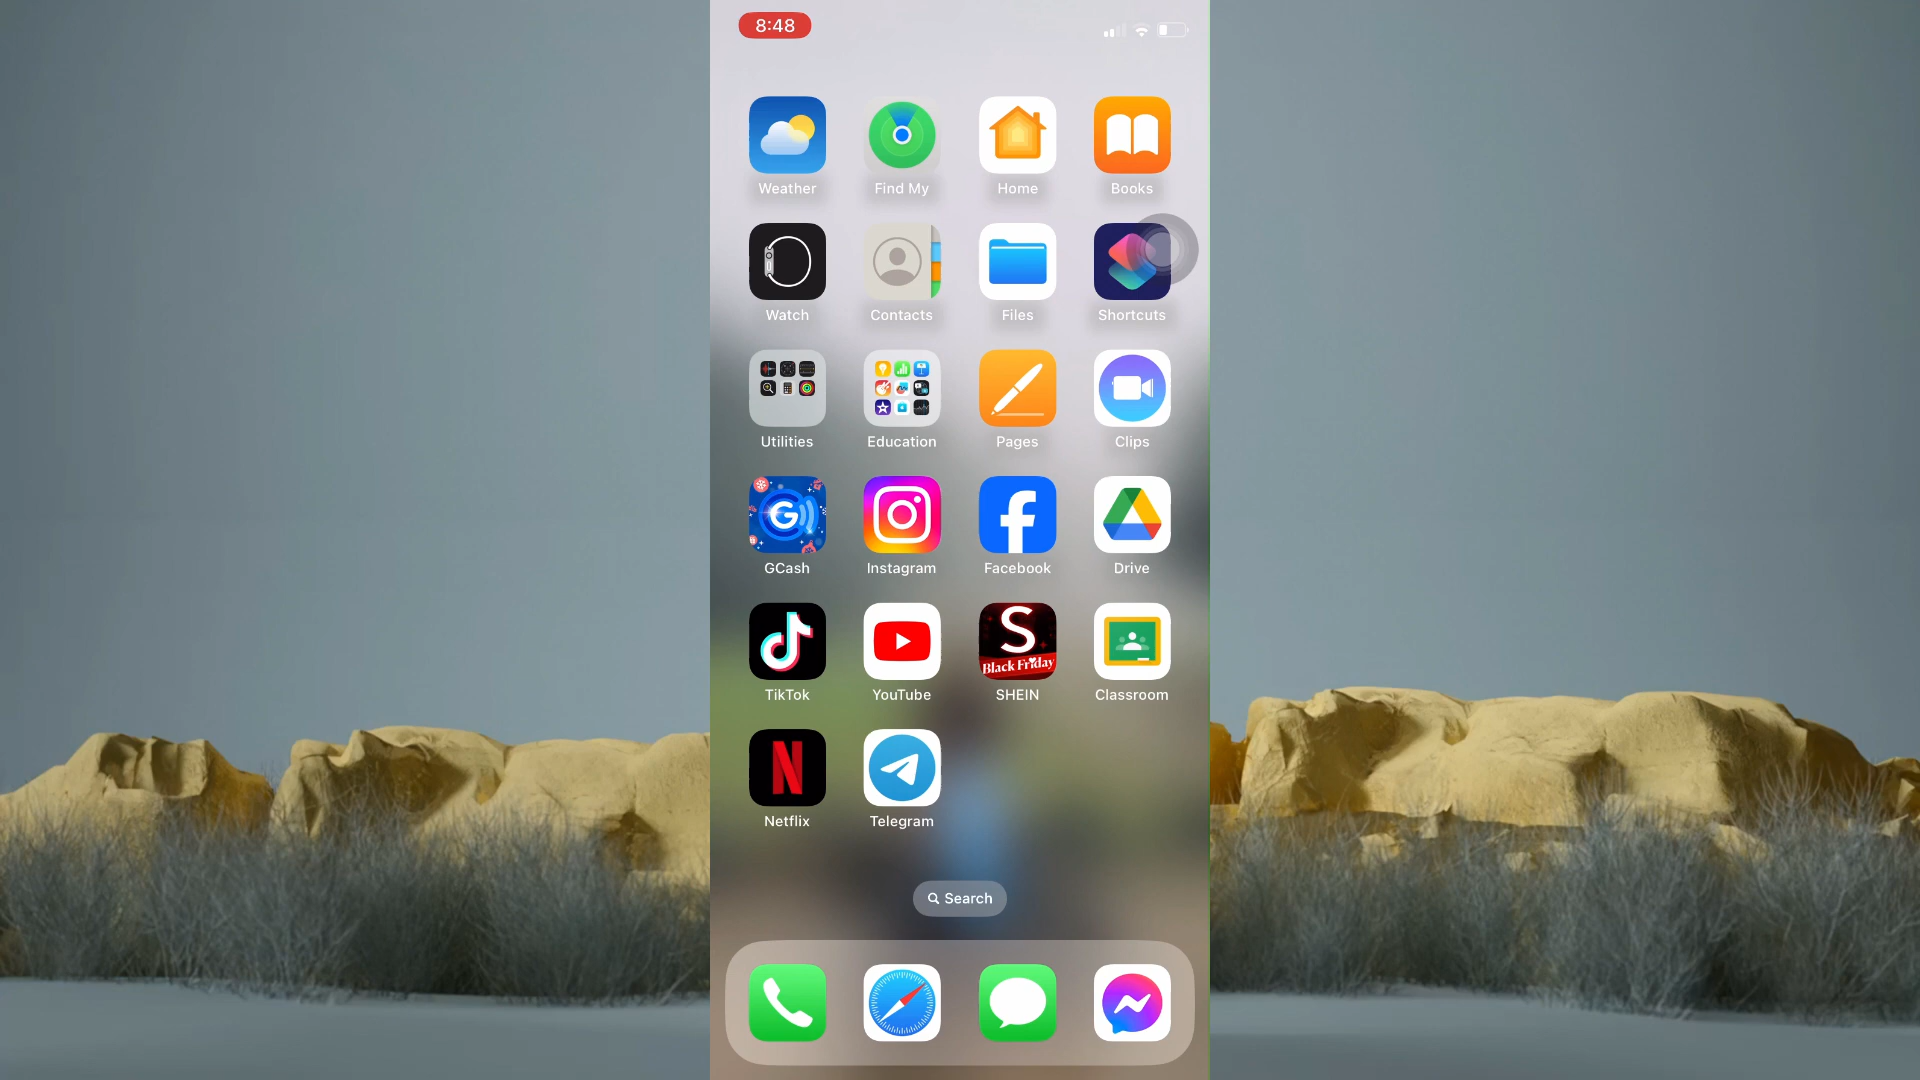 8:48
Weather Find My Home Books
Watch Contacts Files Shortcuts
Utilities Education Pages Clips
G
GCash Instagram Facebook Drive
S
Black Friday
TikTok YouTube SHEIN Classroom
N
Netflix Telegram
Search